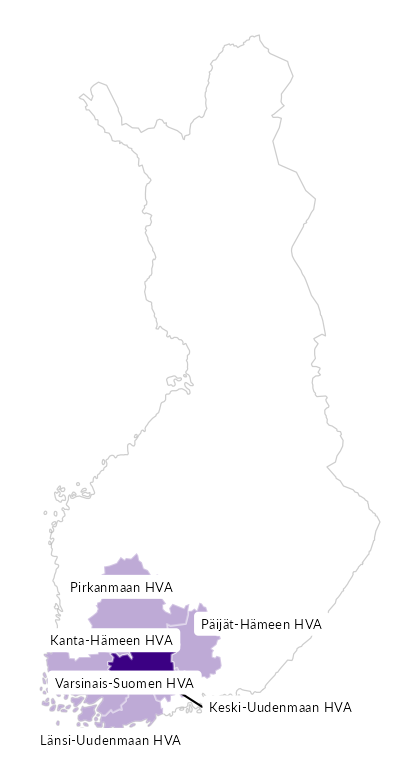 Pirkanmaan HVA
Päijät-Hämeen HVA
Kanta-Hämeen HVA
Varsinais-Suomen HVA
Keski-Uudenmaan HVA
Länsi-Uudenmaan HVA